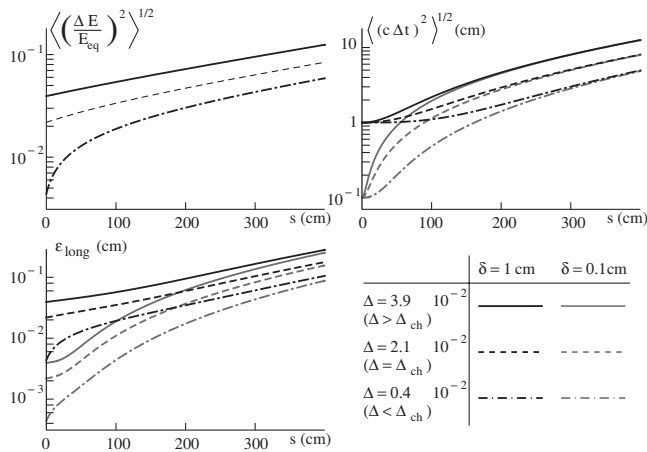 ⟨(ΔE/E_eq)²⟩^1/2
⟨(cΔt)²⟩^1/2 (cm)
10^-1
10^-2
0 100 200 300 s (cm)
10
1
10^-1
0 100 200 300 s (cm)
ε_long (cm)
10^-1
10^-2
10^-3
0 100 200 300 s (cm)
δ = 1 cm δ = 0.1cm
Δ = 3.9 10^-2
(Δ > Δ_ch)
Δ = 2.1 10^-2
(Δ = Δ_ch)
Δ = 0.4 10^-2
(Δ < Δ_ch)